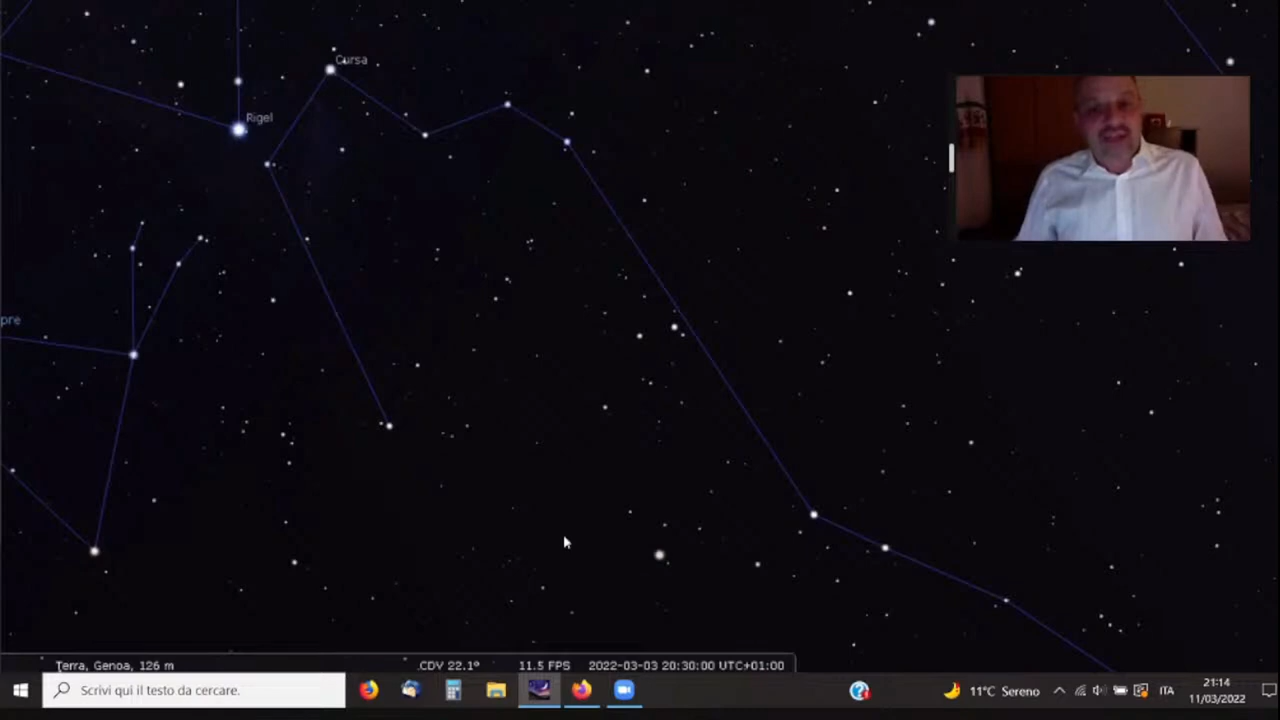 Cursa
Rigel
pre
Terra, Genoa, 126 m
CDV 22.1°
11.5 FPS
2022-03-03 20:30:00 UTC+01:00
Scrivi qui il testo da cercare.
11°C Sereno
ITA
21:14
11/03/2022